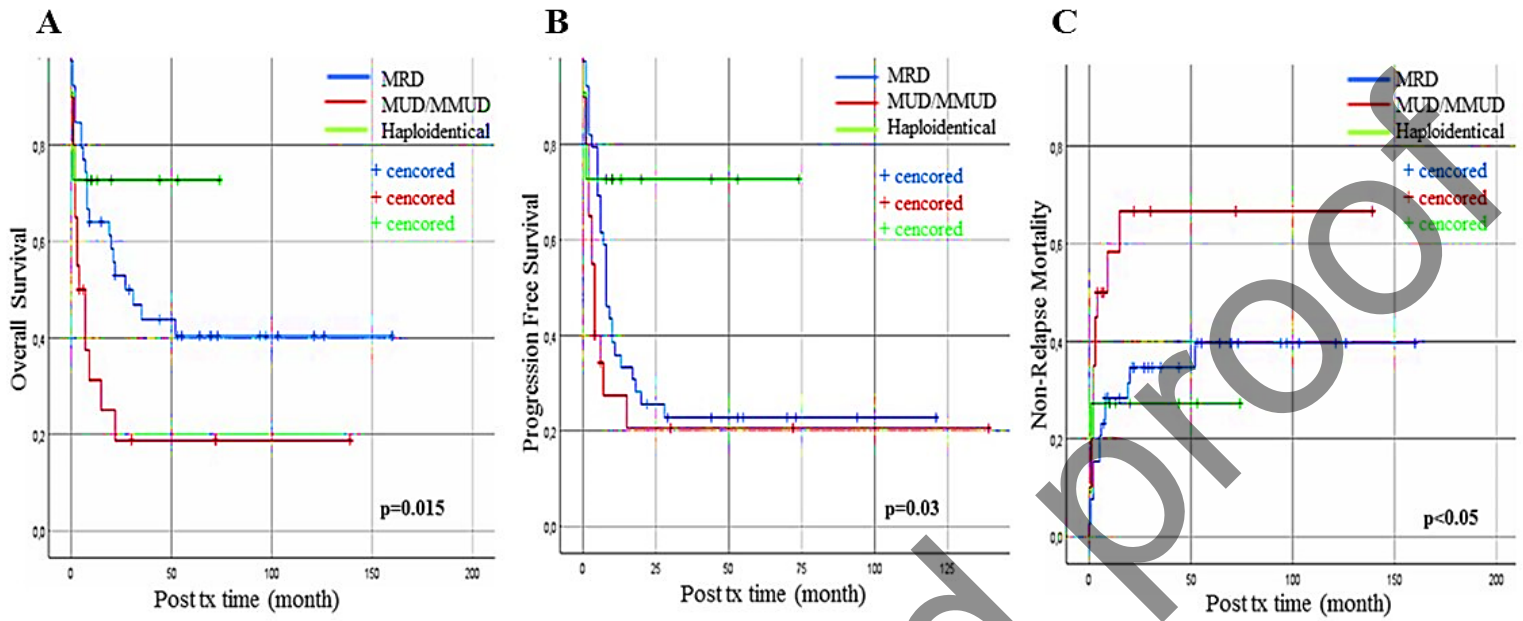 A
MRD
MUD/MMUD
Haploidentical
+ cencored
+ cencored
+ cencored
0,8
0,6
0,4
0,2
0,0
Overall Survival
p=0.015
0 50 100 150 200
Post tx time (month)
B
MRD
MUD/MMUD
Haploidentical
+ cencored
+ cencored
+ cencored
0,8
0,6
0,4
0,2
0,0
Progression Free Survival
p=0.03
0 25 50 75 100 125
Post tx time (month)
C
MRD
MUD/MMUD
Haploidentical
+ cencored
+ cencored
+ cencored
0,8
0,6
0,4
0,2
0,0
Non-Relapse Mortality
p<0.05
0 50 100 150 200
Post tx time (month)
d proof